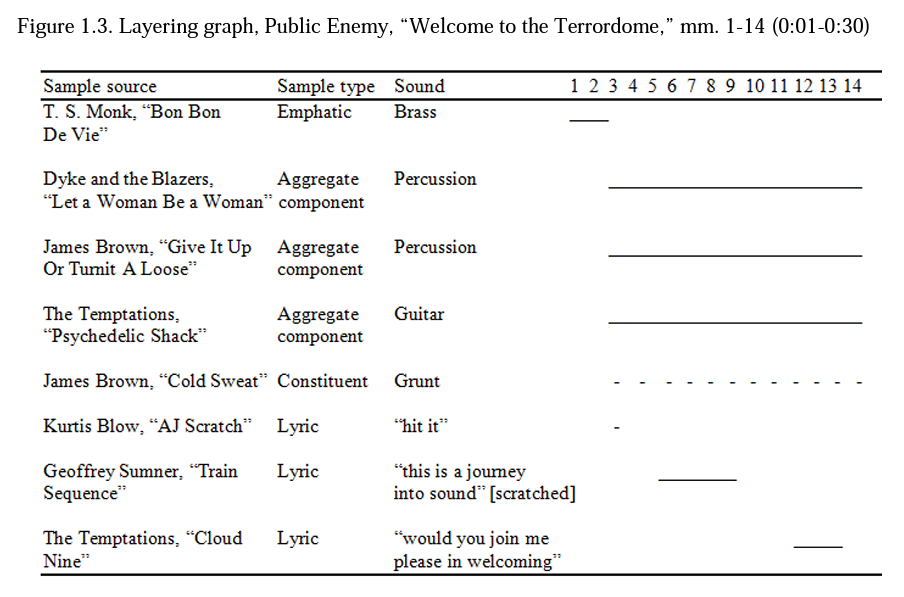 Figure 1.3. Layering graph, Public Enemy, “Welcome to the Terrordome,” mm. 1-14 (0:01-0:30)
Sample source Sample type Sound 1 2 3 4 5 6 7 8 9 10 11 12 13 14
T. S. Monk, “Bon Bon Emphatic Brass
De Vie”
Dyke and the Blazers, Aggregate Percussion
“Let a Woman Be a Woman” component
James Brown, “Give It Up Aggregate Percussion
Or Turnit A Loose” component
The Temptations, Aggregate Guitar
“Psychedelic Shack” component
James Brown, “Cold Sweat” Constituent Grunt
Kurtis Blow, “AJ Scratch” Lyric “hit it”
Geoffrey Sumner, “Train Lyric “this is a journey
Sequence” into sound” [scratched]
The Temptations, “Cloud Lyric “would you join me
Nine” please in welcoming”